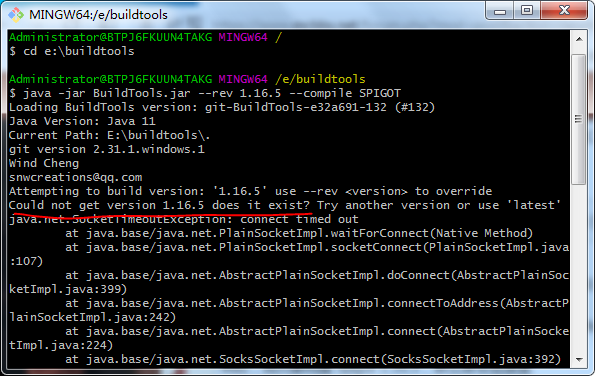 MINGW64:/e/buildtools
Administrator@BTPJ6FKUUN4TAKG MINGW64 /
$ cd e:\buildtools
Administrator@BTPJ6FKUUN4TAKG MINGW64 /e/buildtools
$ java -jar BuildTools.jar --rev 1.16.5 --compile SPIGOT
Loading BuildTools version: git-BuildTools-e32a691-132 (#132)
Java Version: Java 11
Current Path: E:\buildtools\.
git version 2.31.1.windows.1
Wind Cheng
snwcreations@qq.com
Attempting to build version: '1.16.5' use --rev <version> to override
Could not get version 1.16.5 does it exist? Try another version or use 'latest'
java.net.SocketTimeoutException: connect timed out
at java.base/java.net.PlainSocketImpl.waitForConnect(Native Method)
at java.base/java.net.PlainSocketImpl.socketConnect(PlainSocketImpl.java
:107)
at java.base/java.net.AbstractPlainSocketImpl.doConnect(AbstractPlainSoc
ketImpl.java:399)
at java.base/java.net.AbstractPlainSocketImpl.connectToAddress(AbstractP
lainSocketImpl.java:242)
at java.base/java.net.AbstractPlainSocketImpl.connect(AbstractPlainSocke
tImpl.java:224)
at java.base/java.net.SocksSocketImpl.connect(SocksSocketImpl.java:392)